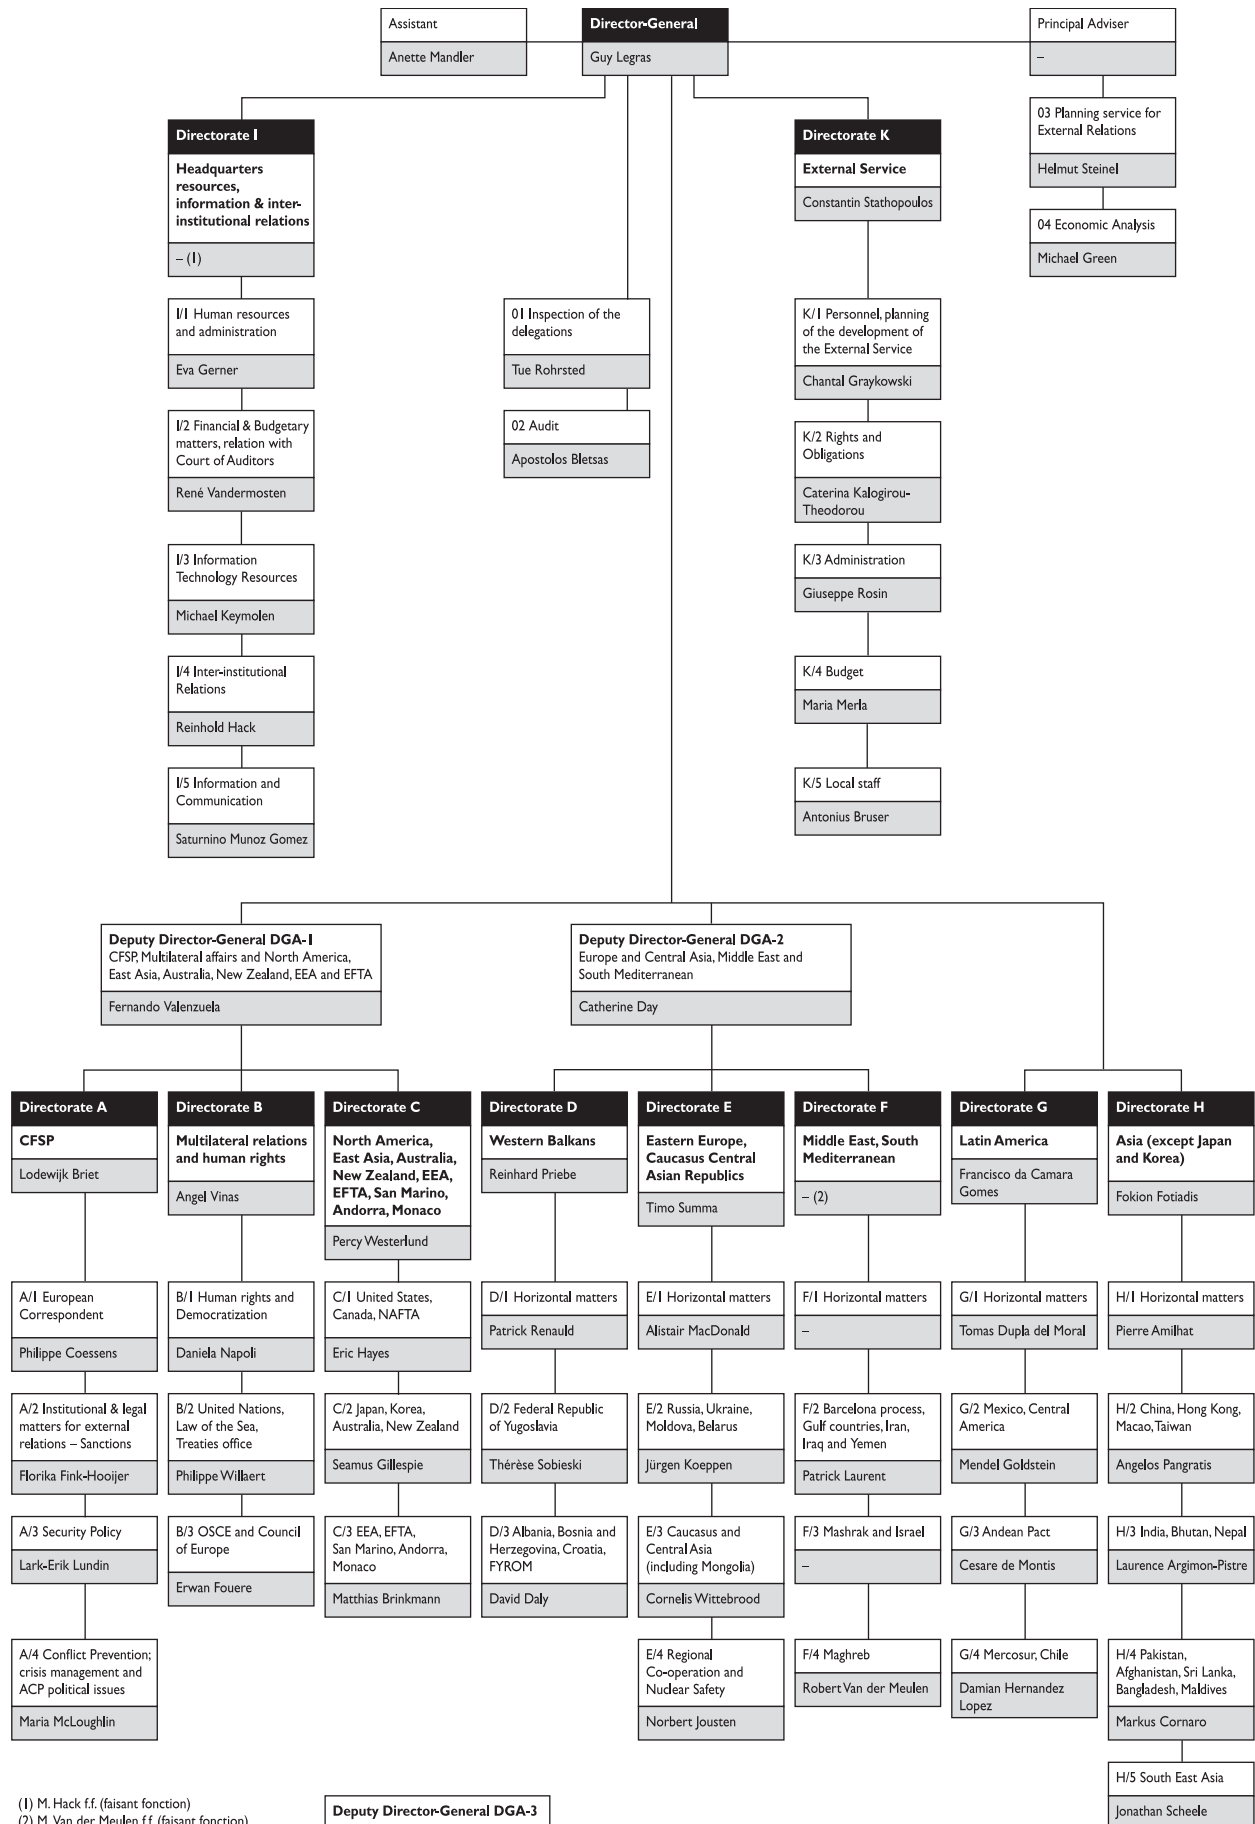 Assistant
Anette Mandler
Director-General
Guy Legras
Principal Adviser
–
03 Planning service for
External Relations
Helmut Steinel
04 Economic Analysis
Michael Green
Directorate I
Headquarters
resources,
information & inter-
institutional relations
– (1)
I/1 Human resources
and administration
Eva Gerner
I/2 Financial & Budgetary
matters, relation with
Court of Auditors
René Vandermosten
I/3 Information
Technology Resources
Michael Keymolen
I/4 Inter-institutional
Relations
Reinhold Hack
I/5 Information and
Communication
Saturnino Munoz Gomez
01 Inspection of the
delegations
Tue Rohrsted
02 Audit
Apostolos Bletsas
Directorate K
External Service
Constantin Stathopoulos
K/1 Personnel, planning
of the development of
the External Service
Chantal Graykowski
K/2 Rights and
Obligations
Caterina Kalogirou-
Theodorou
K/3 Administration
Giuseppe Rosin
K/4 Budget
Maria Merla
K/5 Local staff
Antonius Bruser
Deputy Director-General DGA-1
CFSP, Multilateral affairs and North America,
East Asia, Australia, New Zealand, EEA and EFTA
Fernando Valenzuela
Deputy Director-General DGA-2
Europe and Central Asia, Middle East and
South Mediterranean
Catherine Day
Directorate A
CFSP
Lodewijk Briet
A/1 European
Correspondent
Philippe Coessens
A/2 Institutional & legal
matters for external
relations – Sanctions
Florika Fink-Hooijer
A/3 Security Policy
Lark-Erik Lundin
A/4 Conflict Prevention;
crisis management and
ACP political issues
Maria McLoughlin
Directorate B
Multilateral relations
and human rights
Angel Vinas
B/1 Human rights and
Democratization
Daniela Napoli
B/2 United Nations,
Law of the Sea,
Treaties office
Philippe Willaert
B/3 OSCE and Council
of Europe
Erwan Fouere
Directorate C
North America,
East Asia, Australia,
New Zealand, EEA,
EFTA, San Marino,
Andorra, Monaco
Percy Westerlund
C/1 United States,
Canada, NAFTA
Eric Hayes
C/2 Japan, Korea,
Australia, New Zealand
Seamus Gillespie
C/3 EEA, EFTA,
San Marino, Andorra,
Monaco
Matthias Brinkmann
Directorate D
Western Balkans
Reinhard Priebe
D/1 Horizontal matters
Patrick Renauld
D/2 Federal Republic
of Yugoslavia
Thérèse Sobieski
D/3 Albania, Bosnia and
Herzegovina, Croatia,
FYROM
David Daly
Directorate E
Eastern Europe,
Caucasus Central
Asian Republics
Timo Summa
E/1 Horizontal matters
Alistair MacDonald
E/2 Russia, Ukraine,
Moldova, Belarus
Jürgen Koeppen
E/3 Caucasus and
Central Asia
(including Mongolia)
Cornelis Wittebrood
E/4 Regional
Co-operation and
Nuclear Safety
Norbert Jousten
Directorate F
Middle East, South
Mediterranean
– (2)
F/1 Horizontal matters
–
F/2 Barcelona process,
Gulf countries, Iran,
Iraq and Yemen
Patrick Laurent
F/3 Mashrak and Israel
–
F/4 Maghreb
Robert Van der Meulen
Directorate G
Latin America
Francisco da Camara
Gomes
G/1 Horizontal matters
Tomas Dupla del Moral
G/2 Mexico, Central
America
Mendel Goldstein
G/3 Andean Pact
Cesare de Montis
G/4 Mercosur, Chile
Damian Hernandez
Lopez
Directorate H
Asia (except Japan
and Korea)
Fokion Fotiadis
H/1 Horizontal matters
Pierre Amilhat
H/2 China, Hong Kong,
Macao, Taiwan
Angelos Pangratis
H/3 India, Bhutan, Nepal
Laurence Argimon-Pistre
H/4 Pakistan,
Afghanistan, Sri Lanka,
Bangladesh, Maldives
Markus Cornaro
H/5 South East Asia
Jonathan Scheele
(1) M. Hack f.f. (faisant fonction)
(2) M. Van der Meulen f.f. (faisant fonction)
Deputy Director-General DGA-3